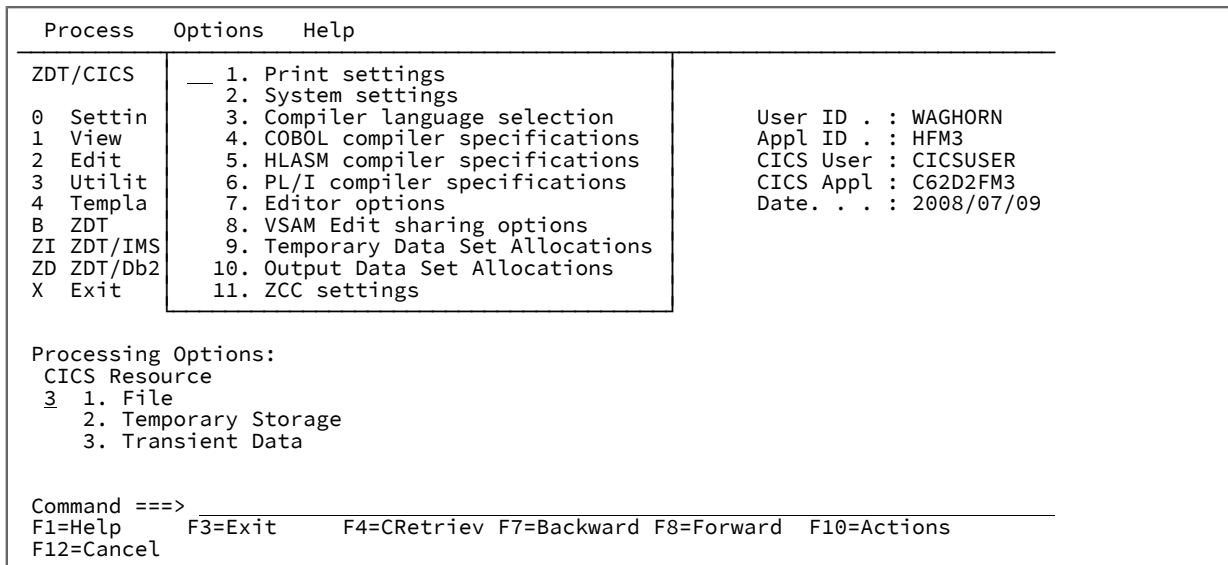 Process   Options   Help
ZDT/CICS   __ 1. Print settings
2. System settings
0  Settin   3. Compiler language selection   User ID . : WAGHORN
1  View   4. COBOL compiler specifications   Appl ID . : HFM3
2  Edit   5. HLASM compiler specifications   CICS User : CICSUSER
3  Utilit   6. PL/I compiler specifications   CICS Appl : C62D2FM3
4  Templa   7. Editor options   Date. . . : 2008/07/09
B  ZDT   8. VSAM Edit sharing options
ZI ZDT/IMS   9. Temporary Data Set Allocations
ZD ZDT/Db2   10. Output Data Set Allocations
X  Exit   11. ZCC settings
Processing Options:
CICS Resource
3  1. File
2. Temporary Storage
3. Transient Data
Command ===>
F1=Help   F3=Exit   F4=CRetriev F7=Backward F8=Forward  F10=Actions
F12=Cancel